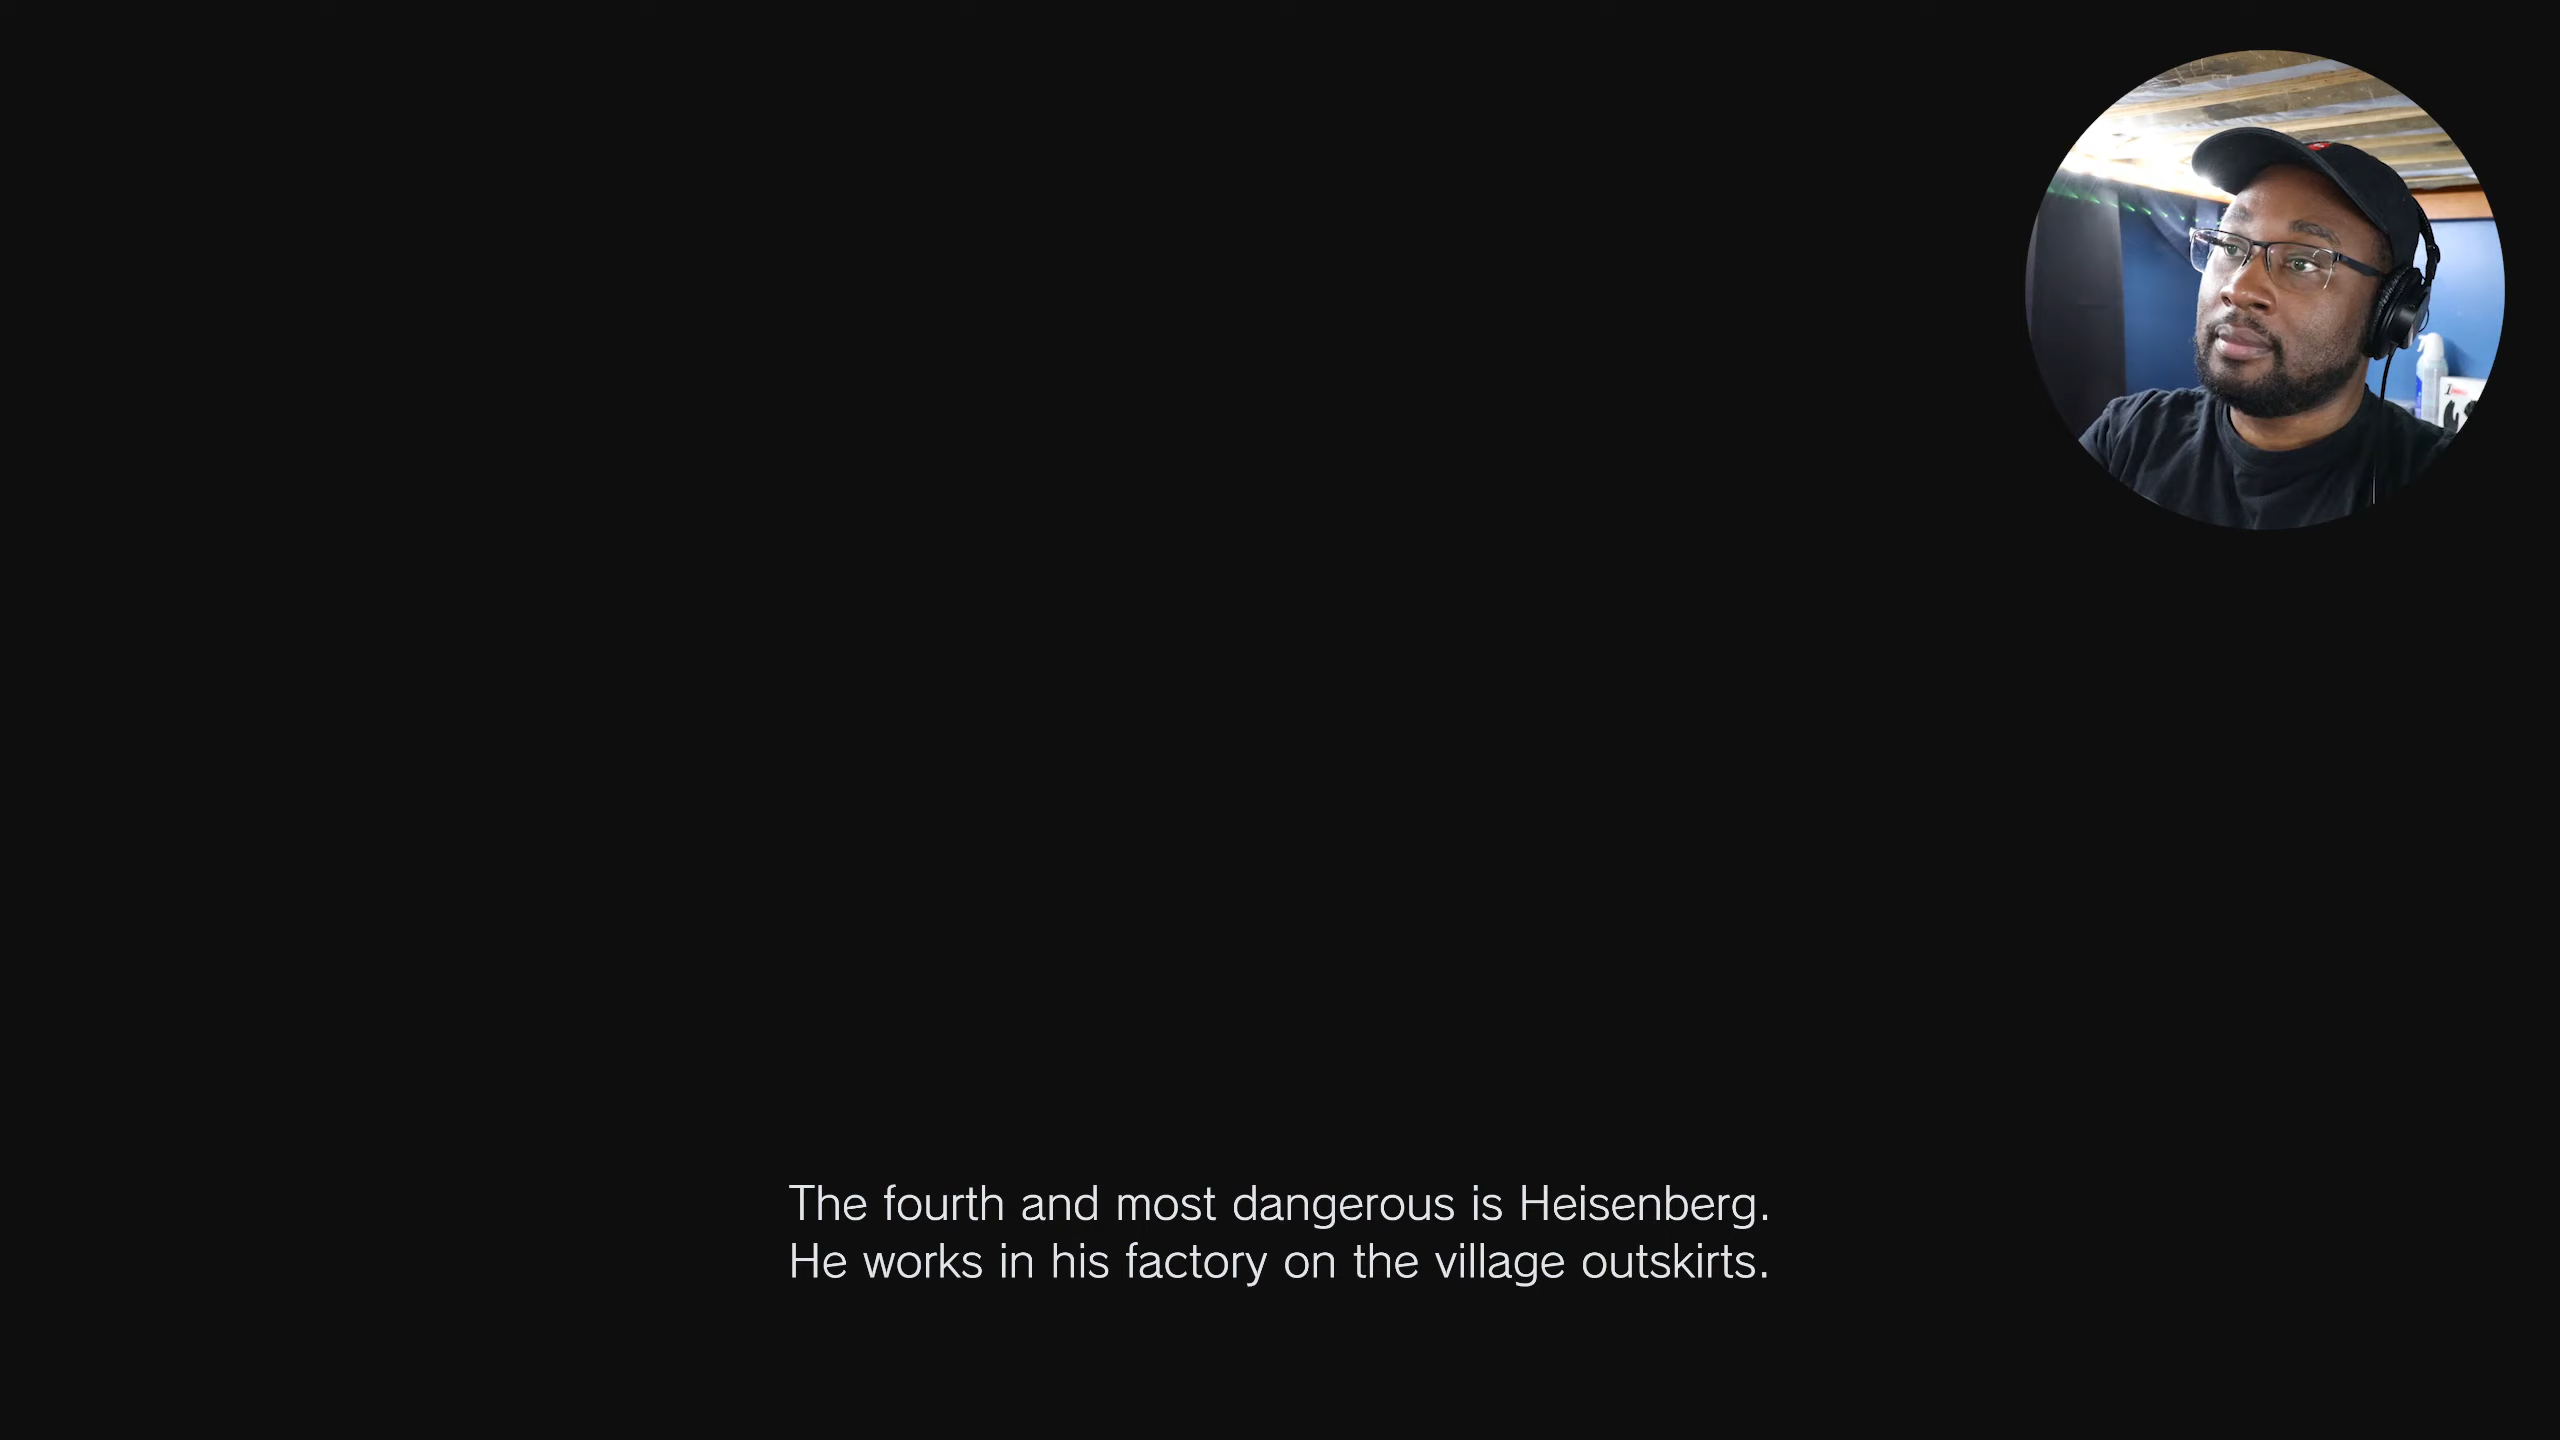 The fourth and most dangerous is Heisenberg.
He works in his factory on the village outskirts.